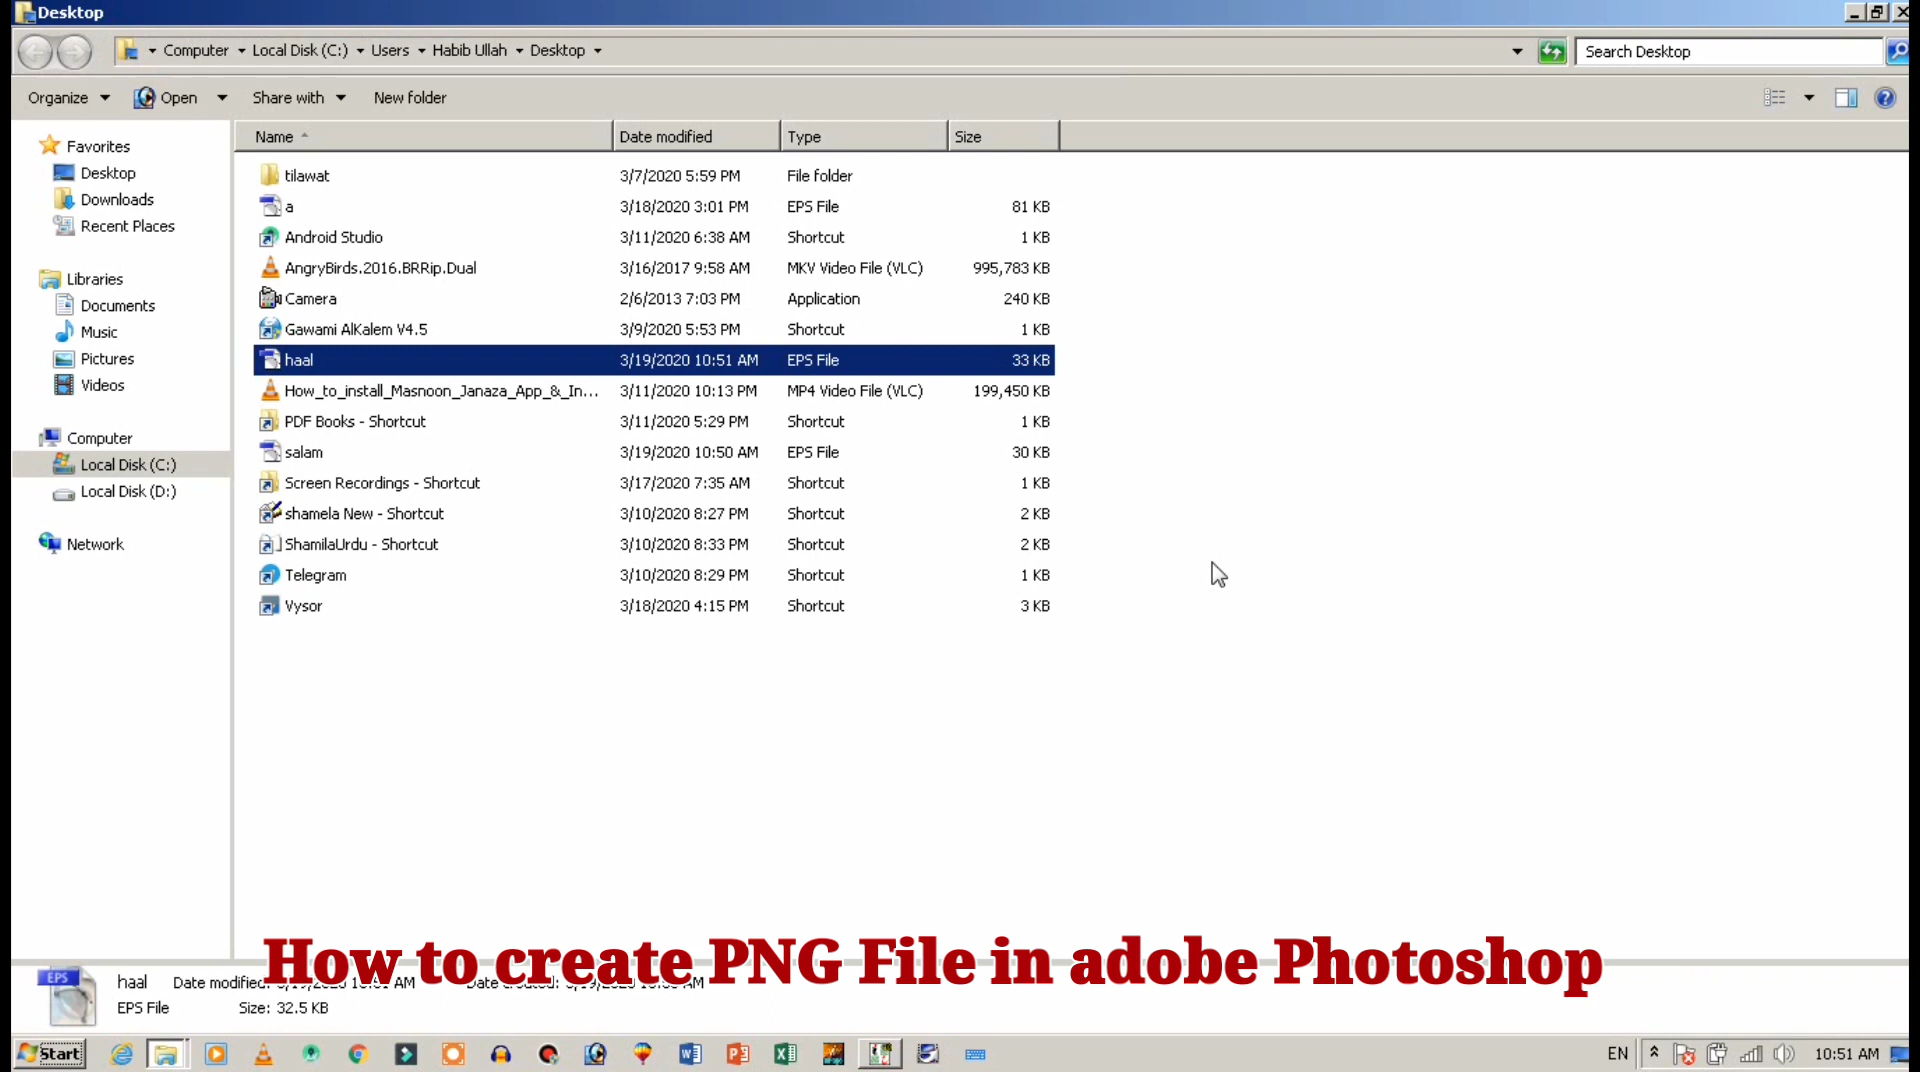 Desktop
Computer Local Disk (C:) Users Habib Ullah Desktop
Search Desktop
Organize Open Share with New folder
Name Date modified Type Size
Favorites
Desktop
Downloads
Recent Places
Libraries
Documents
Music
Pictures
Videos
Computer
Local Disk (C:)
Local Disk (D:)
Network
tilawat 3/7/2020 5:59 PM File folder
a 3/18/2020 3:01 PM EPS File 81 KB
Android Studio 3/11/2020 6:38 AM Shortcut 1 KB
AngryBirds.2016.BRRip.Dual 3/16/2017 9:58 AM MKV Video File (VLC) 995,783 KB
Camera 2/6/2013 7:03 PM Application 240 KB
Gawami AlKalem V4.5 3/9/2020 5:53 PM Shortcut 1 KB
haal 3/19/2020 10:51 AM EPS File 33 KB
How_to_install_Masnoon_Janaza_App_&_In... 3/11/2020 10:13 PM MP4 Video File (VLC) 199,450 KB
PDF Books - Shortcut 3/11/2020 5:29 PM Shortcut 1 KB
salam 3/19/2020 10:50 AM EPS File 30 KB
Screen Recordings - Shortcut 3/17/2020 7:35 AM Shortcut 1 KB
shamela New - Shortcut 3/10/2020 8:27 PM Shortcut 2 KB
ShamilaUrdu - Shortcut 3/10/2020 8:33 PM Shortcut 2 KB
Telegram 3/10/2020 8:29 PM Shortcut 1 KB
Vysor 3/18/2020 4:15 PM Shortcut 3 KB
How to create PNG File in adobe Photoshop
EPS
haal Date modified: AM Date created: AM
EPS File Size: 32.5 KB
Start EN 10:51 AM